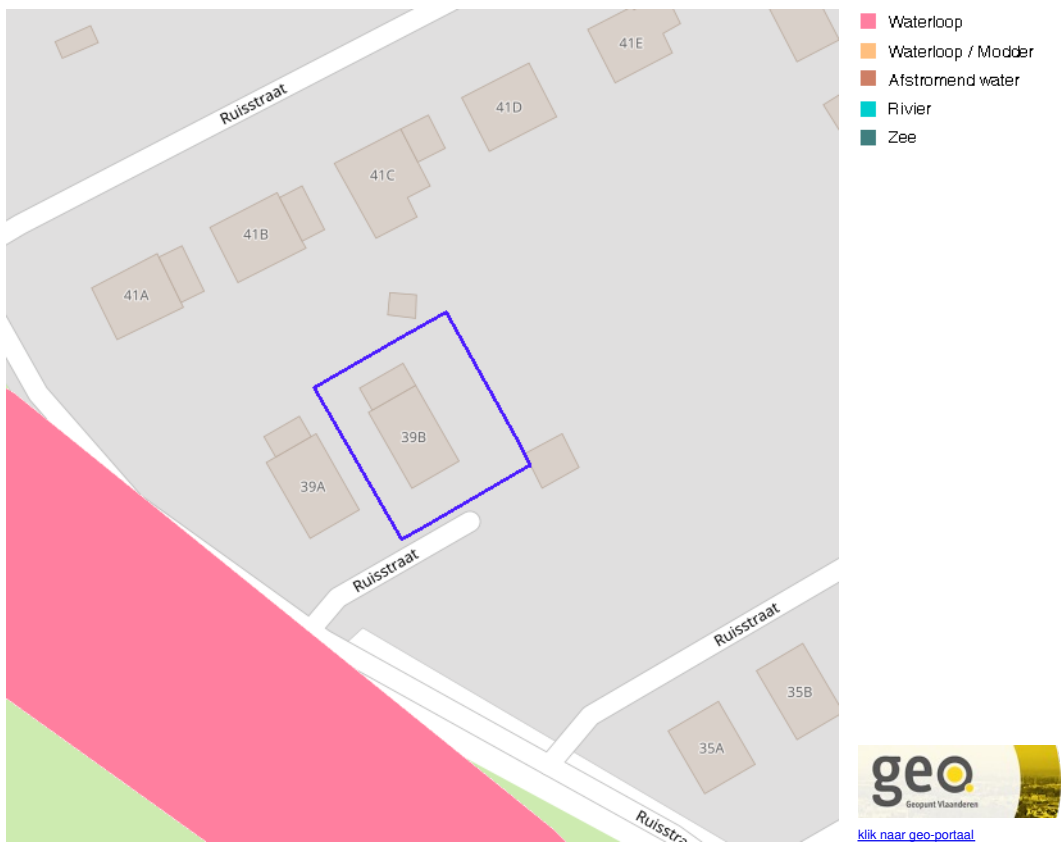 Ruisstraat
41E
41D
41C
41B
41A
39B
39A
Ruisstraat
Ruisstraat
35B
35A
Ruisstra
Waterloop
Waterloop / Modder
Afstromend water
Rivier
Zee
geo
Geopunt Vlaanderen
klik naar geo-portaal